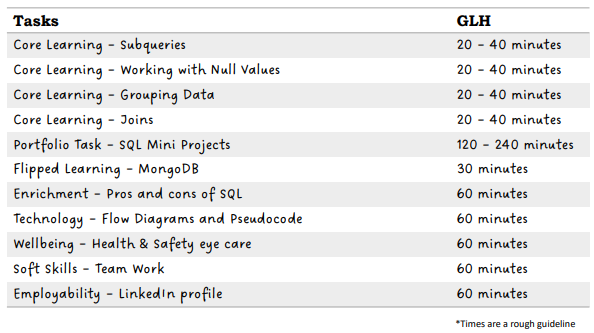 Tasks GLH
Core Learning – Subqueries 20 – 40 minutes
Core Learning – Working with Null Values 20 – 40 minutes
Core Learning – Grouping Data 20 – 40 minutes
Core Learning – Joins 20 – 40 minutes
Portfolio Task – SQL Mini Projects 120 – 240 minutes
Flipped Learning – MongoDB 30 minutes
Enrichment – Pros and cons of SQL 60 minutes
Technology – Flow Diagrams and Pseudocode 60 minutes
Wellbeing – Health & Safety eye care 60 minutes
Soft Skills – Team Work 60 minutes
Employability – LinkedIn profile 60 minutes
*Times are a rough guideline